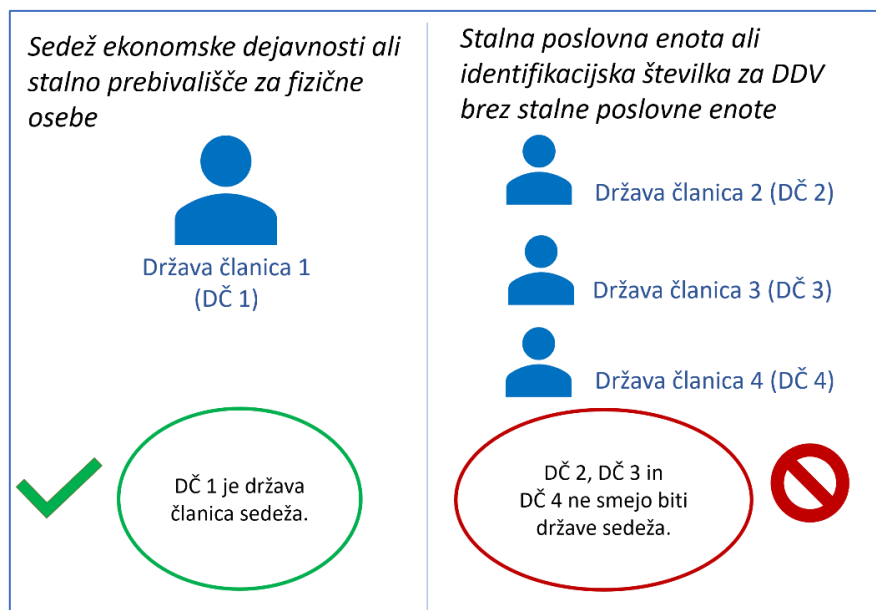 Sedež ekonomske dejavnosti ali
stalno prebivališče za fizične
osebe
Država članica 1
(DČ 1)
DČ 1 je država
članica sedeža.
Stalna poslovna enota ali
identifikacijska številka za DDV
brez stalne poslovne enote
Država članica 2 (DČ 2)
Država članica 3 (DČ 3)
Država članica 4 (DČ 4)
DČ 2, DČ 3 in
DČ 4 ne smejo biti
države sedeža.